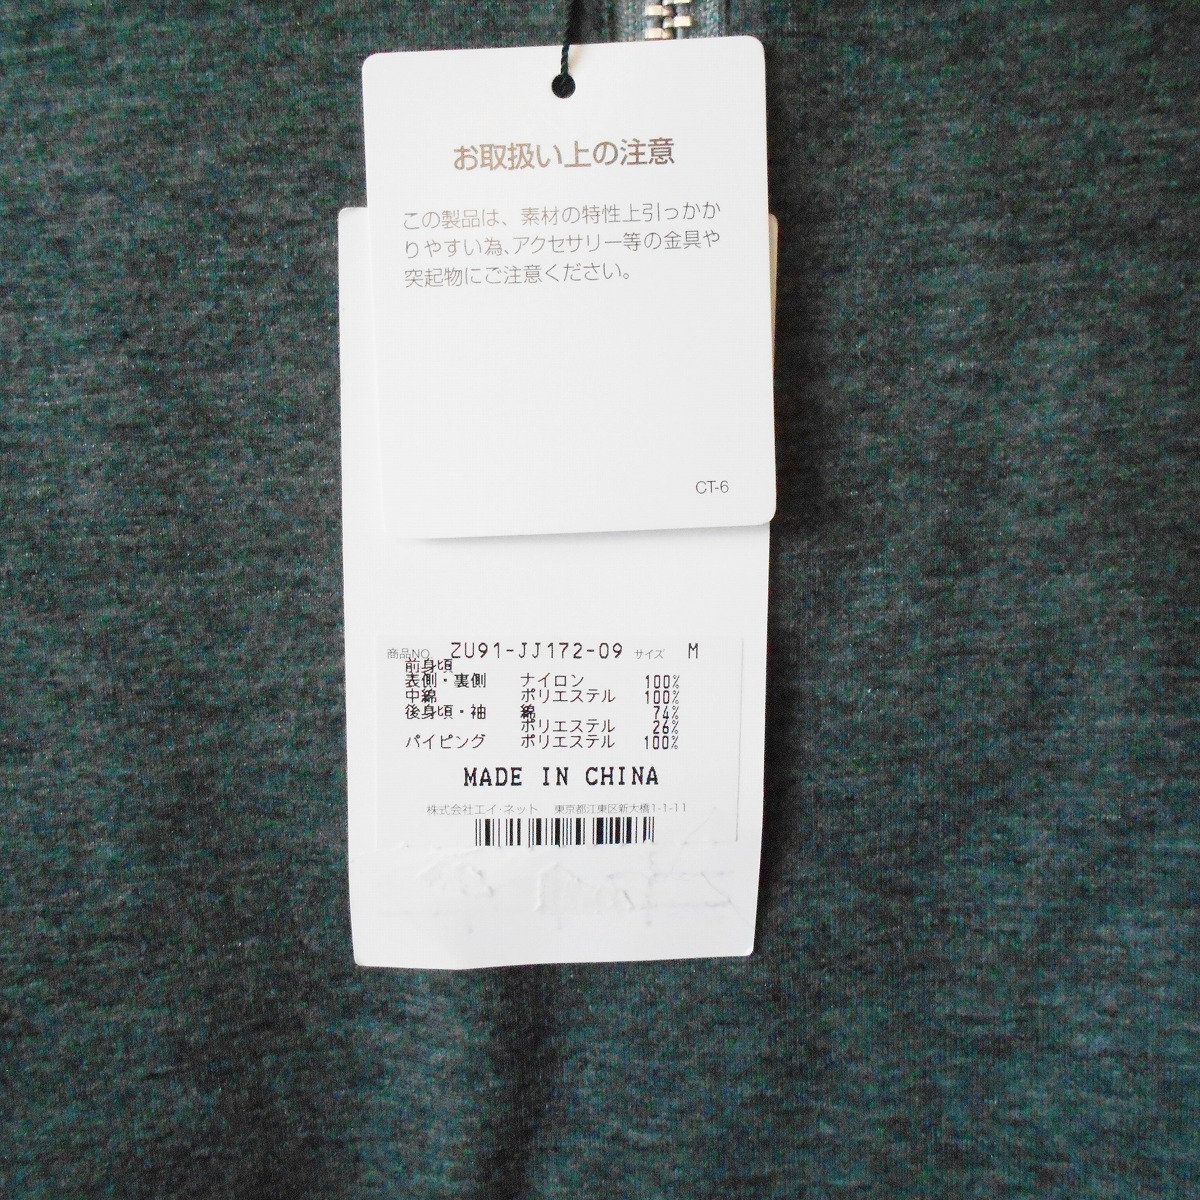 お取扱い上の注意
この製品は、素材の特性上引っかか
りやすい為、アクセサリー等の金具や
突起物にご注意ください。
CT-6
商品NO. ZU91-JJ172-09 サイズ M
前身頃
表側・裏側 ナイロン 100%
中綿 ポリエステル 100%
後身頃・袖 綿 74%
ポリエステル 26%
パイピング ポリエステル 100%
MADE IN CHINA
株式会社エイ・ネット 東京都江東区新大橋1-1-11